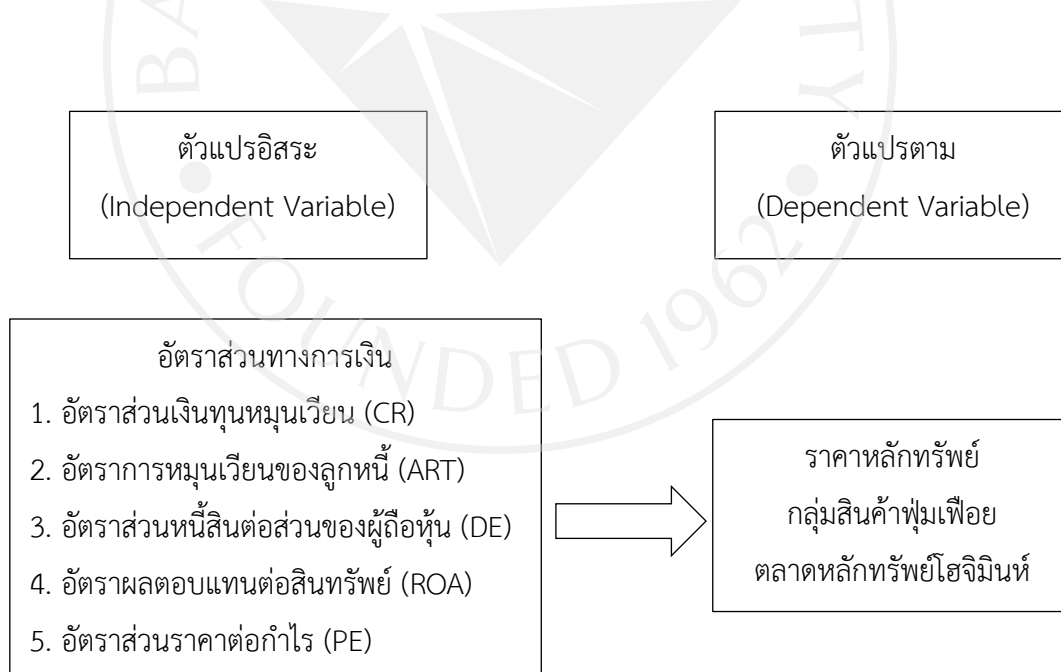 ตัวแปรอิสระ
(Independent Variable)
ตัวแปรตาม
(Dependent Variable)
อัตราส่วนทางการเงิน
1. อัตราส่วนเงินทุนหมุนเวียน (CR)
2. อัตราการหมุนเวียนของลูกหนี้ (ART)
3. อัตราส่วนหนี้สินต่อส่วนของผู้ถือหุ้น (DE)
4. อัตราผลตอบแทนต่อสินทรัพย์ (ROA)
5. อัตราส่วนราคาต่อกำไร (PE)
ราคาหลักทรัพย์
กลุ่มสินค้าฟุ่มเฟือย
ตลาดหลักทรัพย์โฮจิมินห์
FOUNDED 1962